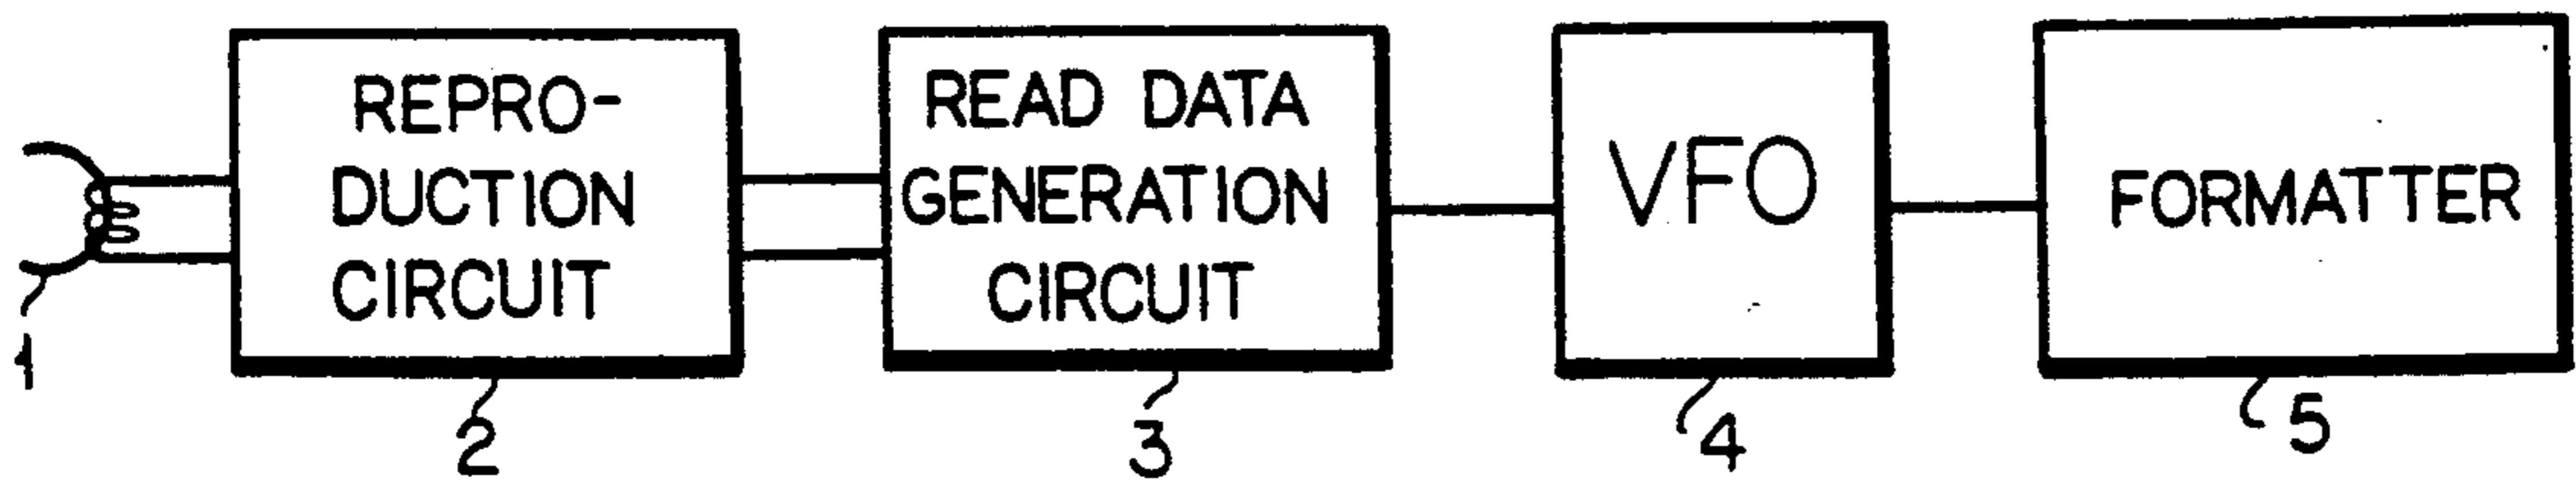 REPRO-
DUCTION
CIRCUIT
READ DATA
GENERATION
CIRCUIT
VFO
FORMATTER
1
2
3
4
5